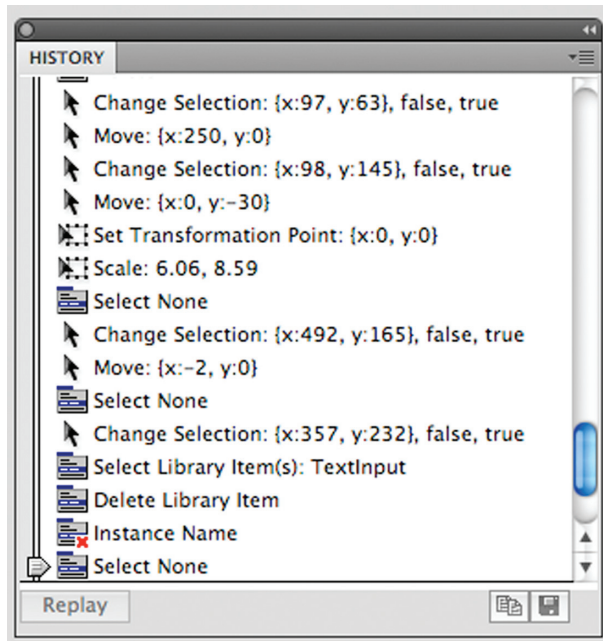 HISTORY
Change Selection: {x:97, y:63}, false, true
Move: {x:250, y:0}
Change Selection: {x:98, y:145}, false, true
Move: {x:0, y:-30}
Set Transformation Point: {x:0, y:0}
Scale: 6.06, 8.59
Select None
Change Selection: {x:492, y:165}, false, true
Move: {x:-2, y:0}
Select None
Change Selection: {x:357, y:232}, false, true
Select Library Item(s): TextInput
Delete Library Item
Instance Name
Select None
Replay